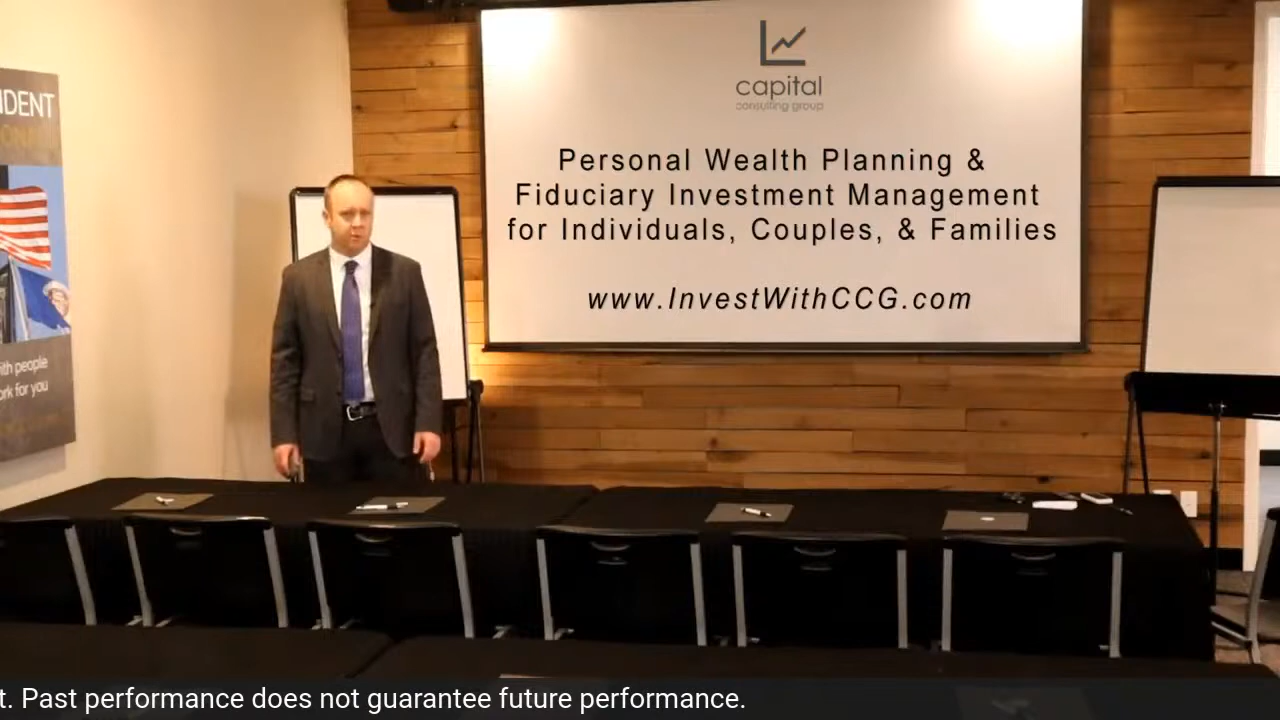 IDENT
capital
consulting group
Personal Wealth Planning &
Fiduciary Investment Management
for Individuals, Couples, & Families
www.InvestWithCCG.com
ith people
rk for you
t. Past performance does not guarantee future performance.